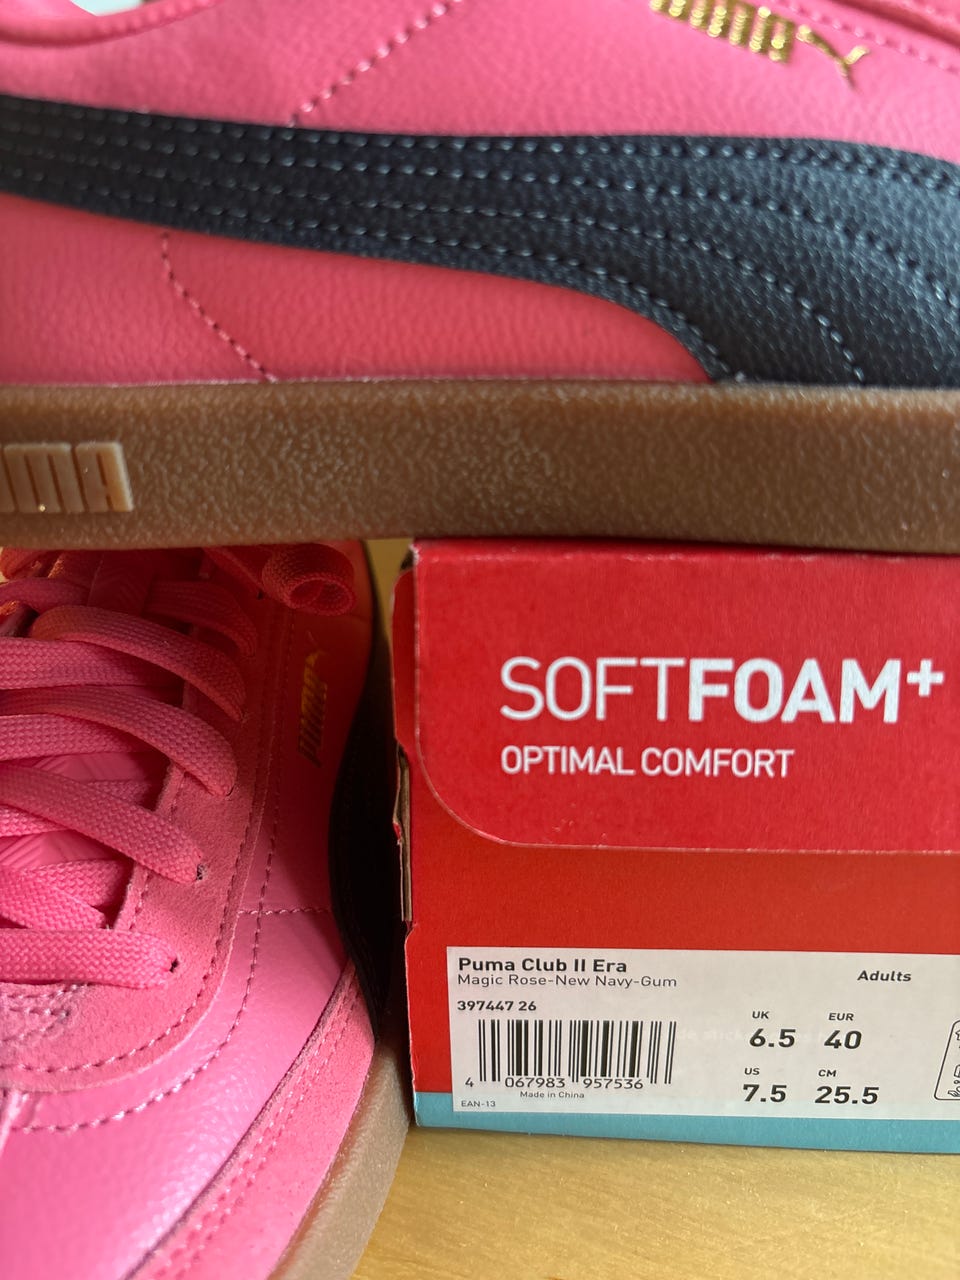 PUMA
SOFTFOAM+
OPTIMAL COMFORT
Puma Club II Era
Magic Rose-New Navy-Gum
Adults
397447 26
4 067983 957536
Made in China
EAN-13
UK
6.5
EUR
40
US
7.5
CM
25.5
PUMA